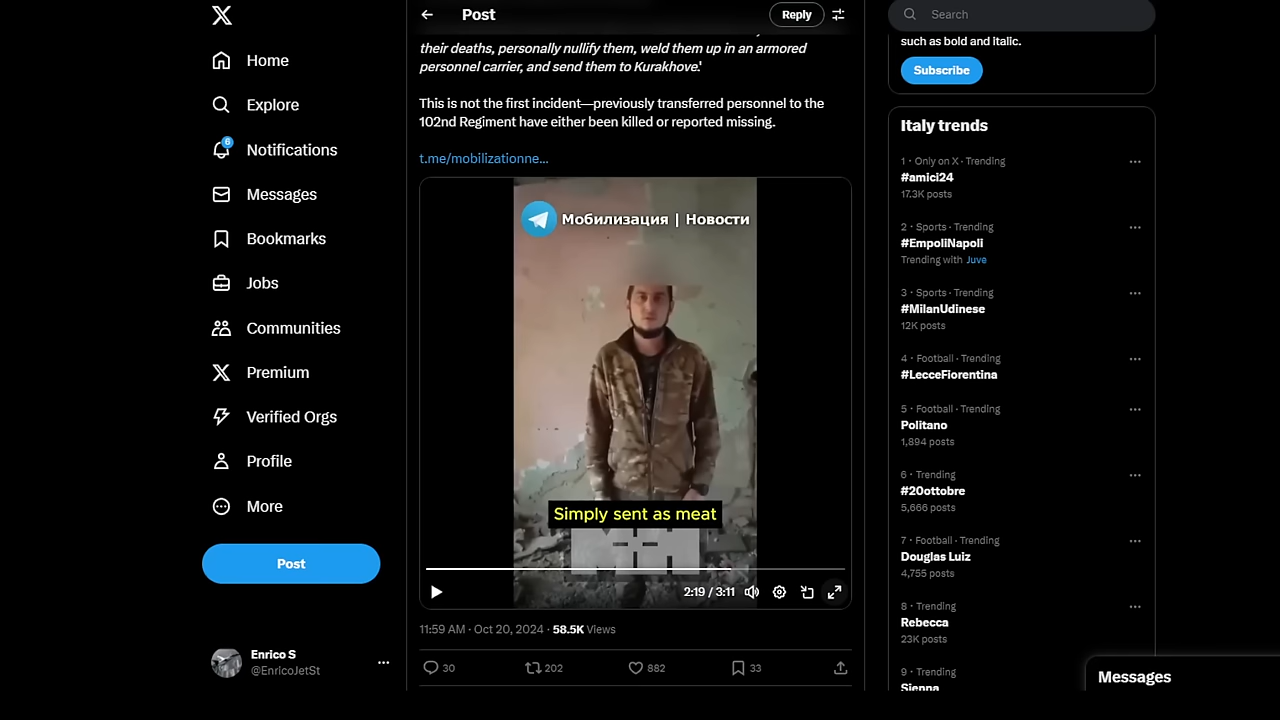 Post
Reply
Search
their deaths, personally nullify them, weld them up in an armored
personnel carrier, and send them to Kurakhove.'
This is not the first incident—previously transferred personnel to the
102nd Regiment have either been killed or reported missing.
t.me/mobilizationne…
Мобилизация | Новости
Simply sent as meat
2:19 / 3:11
11:59 AM · Oct 20, 2024 · 58.5K Views
30
202
882
33
Home
Explore
6
Notifications
Messages
Bookmarks
Jobs
Communities
Premium
Verified Orgs
Profile
More
Post
Enrico S
@EnricoJetSt
such as bold and italic.
Subscribe
Italy trends
1 · Only on X · Trending
#amici24
17.3K posts
2 · Sports · Trending
#EmpoliNapoli
Trending with Juve
3 · Sports · Trending
#MilanUdinese
12K posts
4 · Football · Trending
#LecceFiorentina
5 · Football · Trending
Politano
1,894 posts
6 · Trending
#20ottobre
5,666 posts
7 · Football · Trending
Douglas Luiz
4,755 posts
8 · Trending
Rebecca
23K posts
9 · Trending
Sienna
Messages